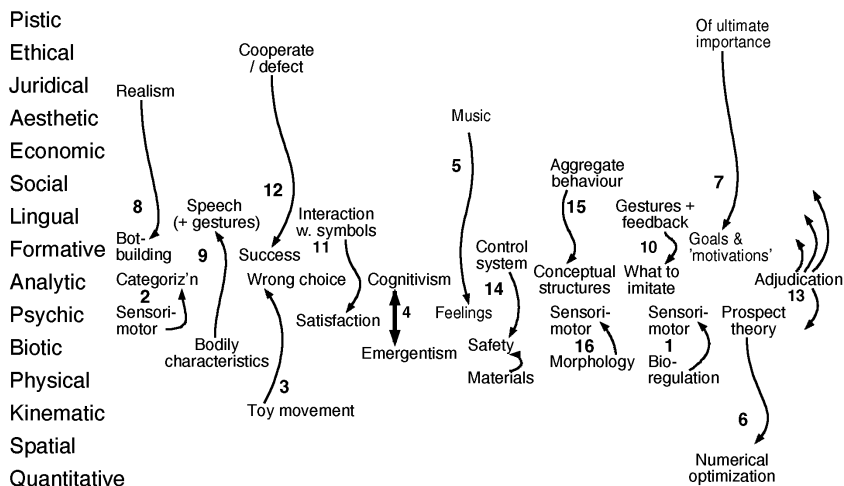 Pistic
Ethical
Juridical
Aesthetic
Economic
Social
Lingual
Formative
Analytic
Psychic
Biotic
Physical
Kinematic
Spatial
Quantitative
Realism
8
Bot-
building
Categoriz'n
2
Sensori-
motor
Speech
(+ gestures)
9
Bodily
characteristics
Cooperate
/ defect
12
Success
Wrong choice
3
Toy movement
Interaction
w. symbols
11
Satisfaction
Cognitivism
4
Emergentism
Music
5
Feelings
Control
system
14
Safety
Materials
Aggregate
behaviour
15
Conceptual
structures
Sensori-
motor
16
Morphology
Gestures +
feedback
10
What to
imitate
Sensori-
motor
1
Bio-
regulation
Of ultimate
importance
7
Goals &
'motivations'
Prospect
theory
6
Numerical
optimization
Adjudication
13